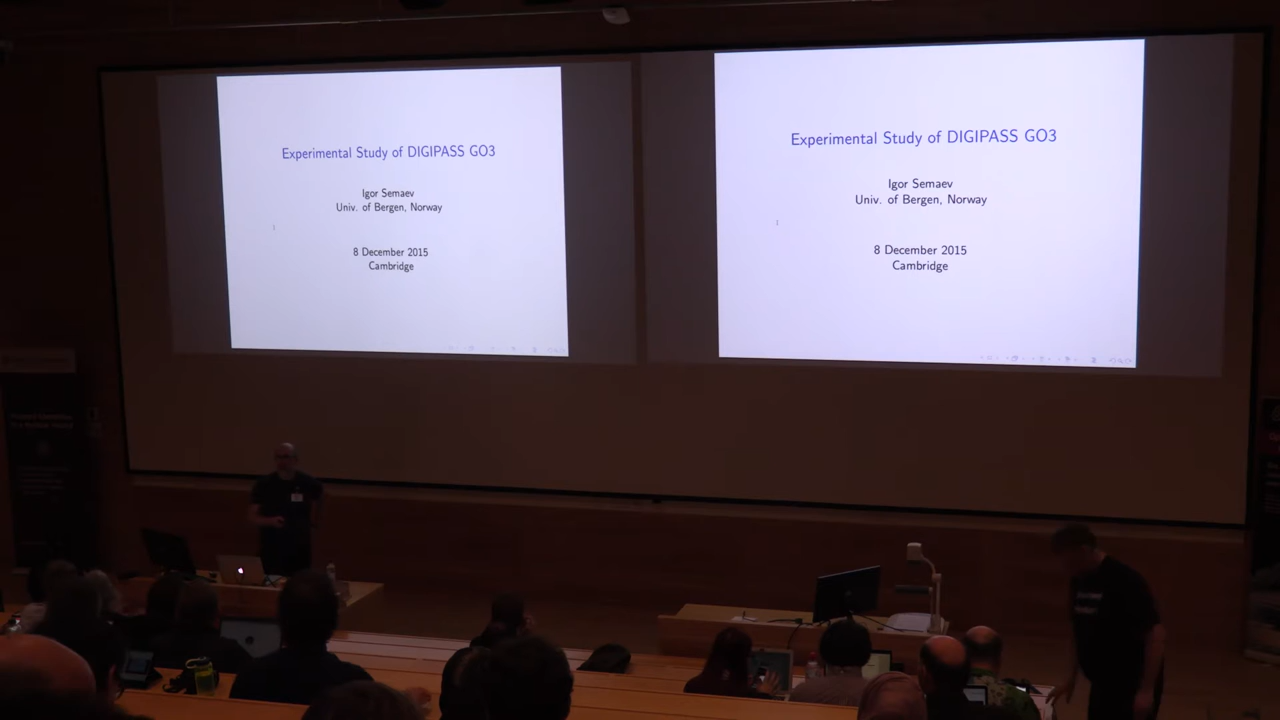 Experimental Study of DIGIPASS GO3
Igor Semaev
Univ. of Bergen, Norway
8 December 2015
Cambridge
Experimental Study of DIGIPASS GO3
Igor Semaev
Univ. of Bergen, Norway
8 December 2015
Cambridge